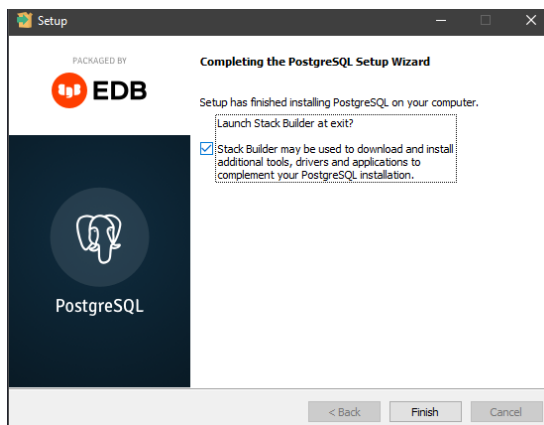 Setup
PACKAGED BY
EDB
PostgreSQL
Completing the PostgreSQL Setup Wizard
Setup has finished installing PostgreSQL on your computer.
Launch Stack Builder at exit?
Stack Builder may be used to download and install
additional tools, drivers and applications to
complement your PostgreSQL installation.
< Back
Finish
Cancel